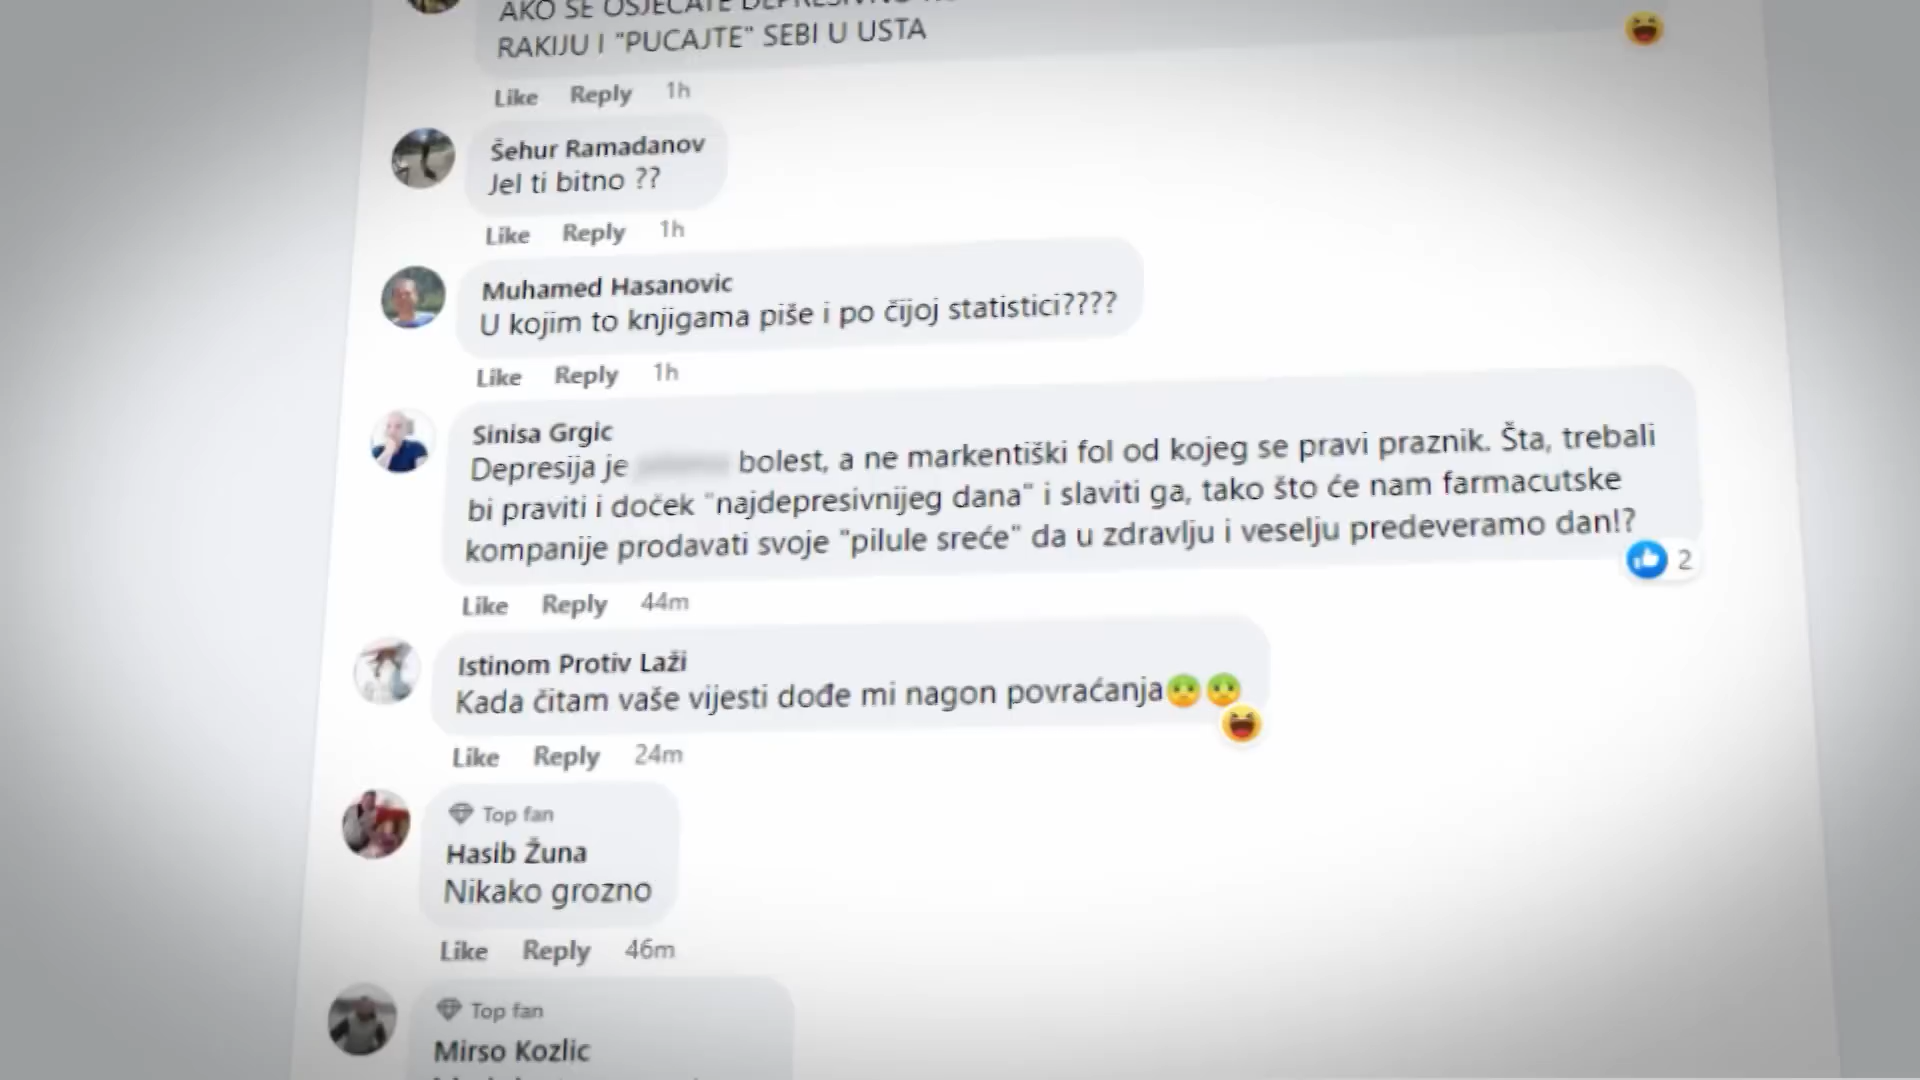 AKO SE OSJEĆATE DEPRESIVNO
RAKIJU I "PUCAJTE" SEBI U USTA
Like Reply 1h
Šehur Ramadanov
Jel ti bitno ??
Like Reply 1h
Muhamed Hasanovic
U kojim to knjigama piše i po čijoj statistici????
Like Reply 1h
Sinisa Grgic
Depresija je bolest, a ne markentiški fol od kojeg se pravi praznik. Šta, trebali
bi praviti i doček "najdepresivnijeg dana" i slaviti ga, tako što će nam farmacutske
kompanije prodavati svoje "pilule sreće" da u zdravlju i veselju predeveramo dan!?
2
Like Reply 44m
Istinom Protiv Laži
Kada čitam vaše vijesti dođe mi nagon povraćanja🤢🤢
Like Reply 24m
Top fan
Hasib Žuna
Nikako grozno
Like Reply 46m
Top fan
Mirso Kozlic